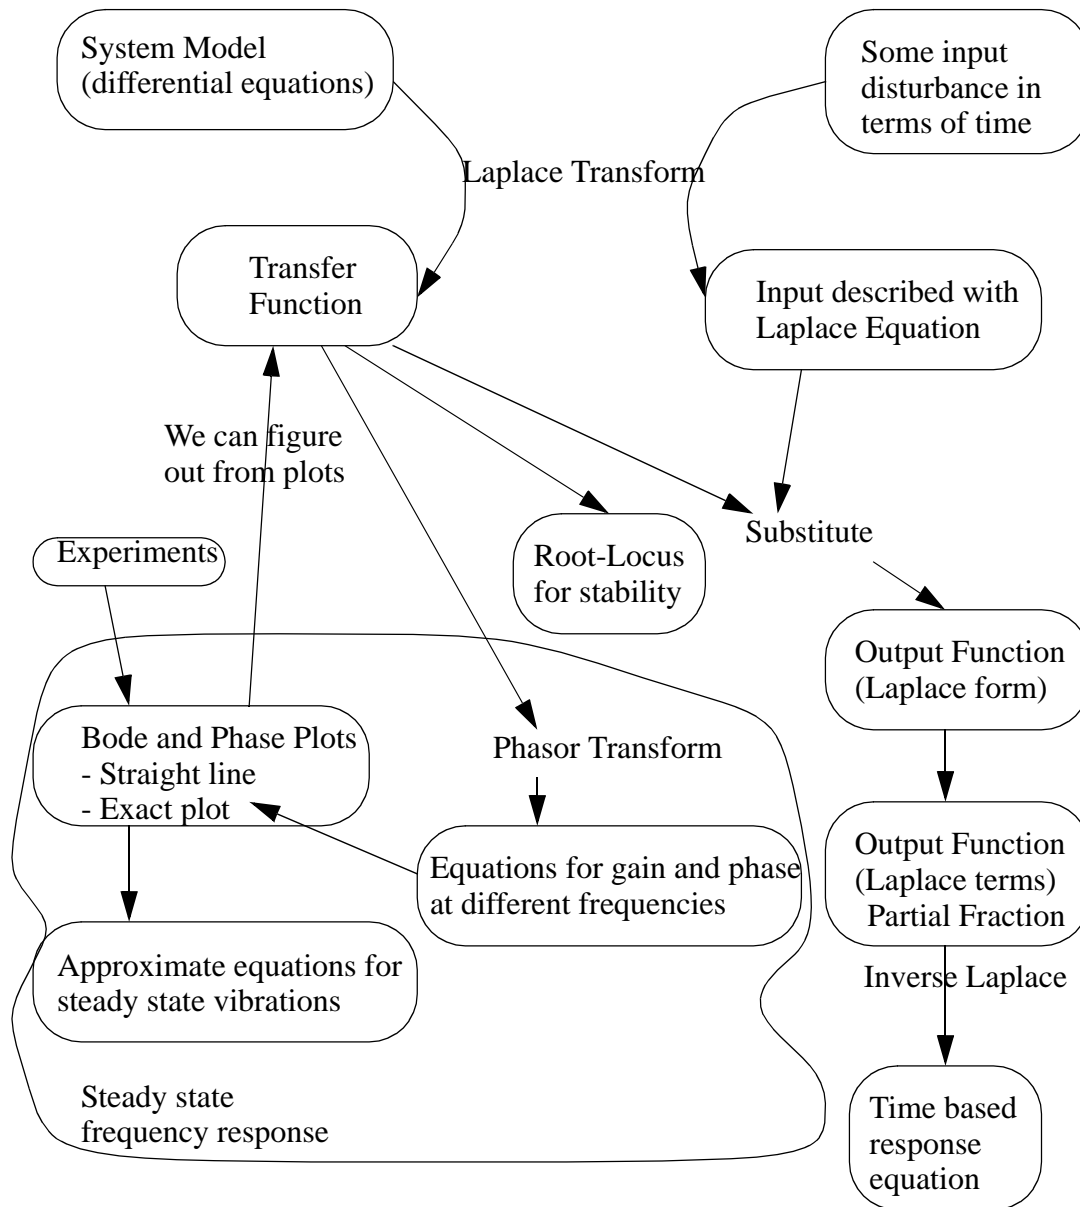 System Model
(differential equations)
Some input
disturbance in
terms of time
Laplace Transform
Transfer
Function
Input described with
Laplace Equation
We can figure
out from plots
Substitute
Experiments
Root-Locus
for stability
Output Function
(Laplace form)
Bode and Phase Plots
- Straight line
- Exact plot
Phasor Transform
Equations for gain and phase
at different frequencies
Output Function
(Laplace terms)
Partial Fraction
Approximate equations for
steady state vibrations
Inverse Laplace
Steady state
frequency response
Time based
response
equation